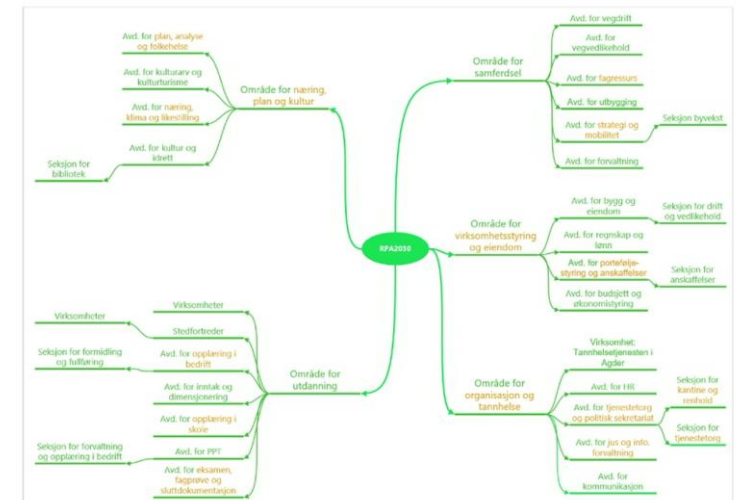 Avd. for plan, analyse
og folkehelse
Avd. for kulturarv og
kulturturisme
Avd. for næring,
klima og likestilling
Avd. for kultur og
idrett
Seksjon for
bibliotek
Område for næring,
plan og kultur
Område for
samferdsel
Avd. for vegdrift
Avd. for
vegvedlikehold
Avd. for fagressurs
Avd. for utbygging
Avd. for strategi og
mobilitet
Seksjon byvekst
Avd. for forvaltning
RPA2030
Område for
virksomhetsstyring
og eiendom
Avd. for bygg og
eiendom
Seksjon for drift
og vedlikehold
Avd. for regnskap og
lønn
Avd. for portefølje-
styring og anskaffelser
Seksjon for
anskaffelser
Avd. for budsjett og
økonomistyring
Virksomheter
Virksomheter
Stedfortreder
Seksjon for formidling
og fullføring
Avd. for opplæring i
bedrift
Avd. for inntak og
dimensjonering
Avd. for opplæring i
skole
Seksjon for forvaltning
og opplæring i bedrift
Avd. for PPT
Avd. for eksamen,
fagprøve og
sluttdokumentasjon
Område for
utdanning
Område for
organisasjon og
tannhelse
Virksomhet:
Tannhelsetjenesten i
Agder
Avd. for HR
Avd. for tjenestetorg
og politisk sekretariat
Seksjon for
kantine og
renhold
Seksjon for
tjenestetorg
Avd. for jus og info.
forvaltning
Avd. for
kommunikasjon